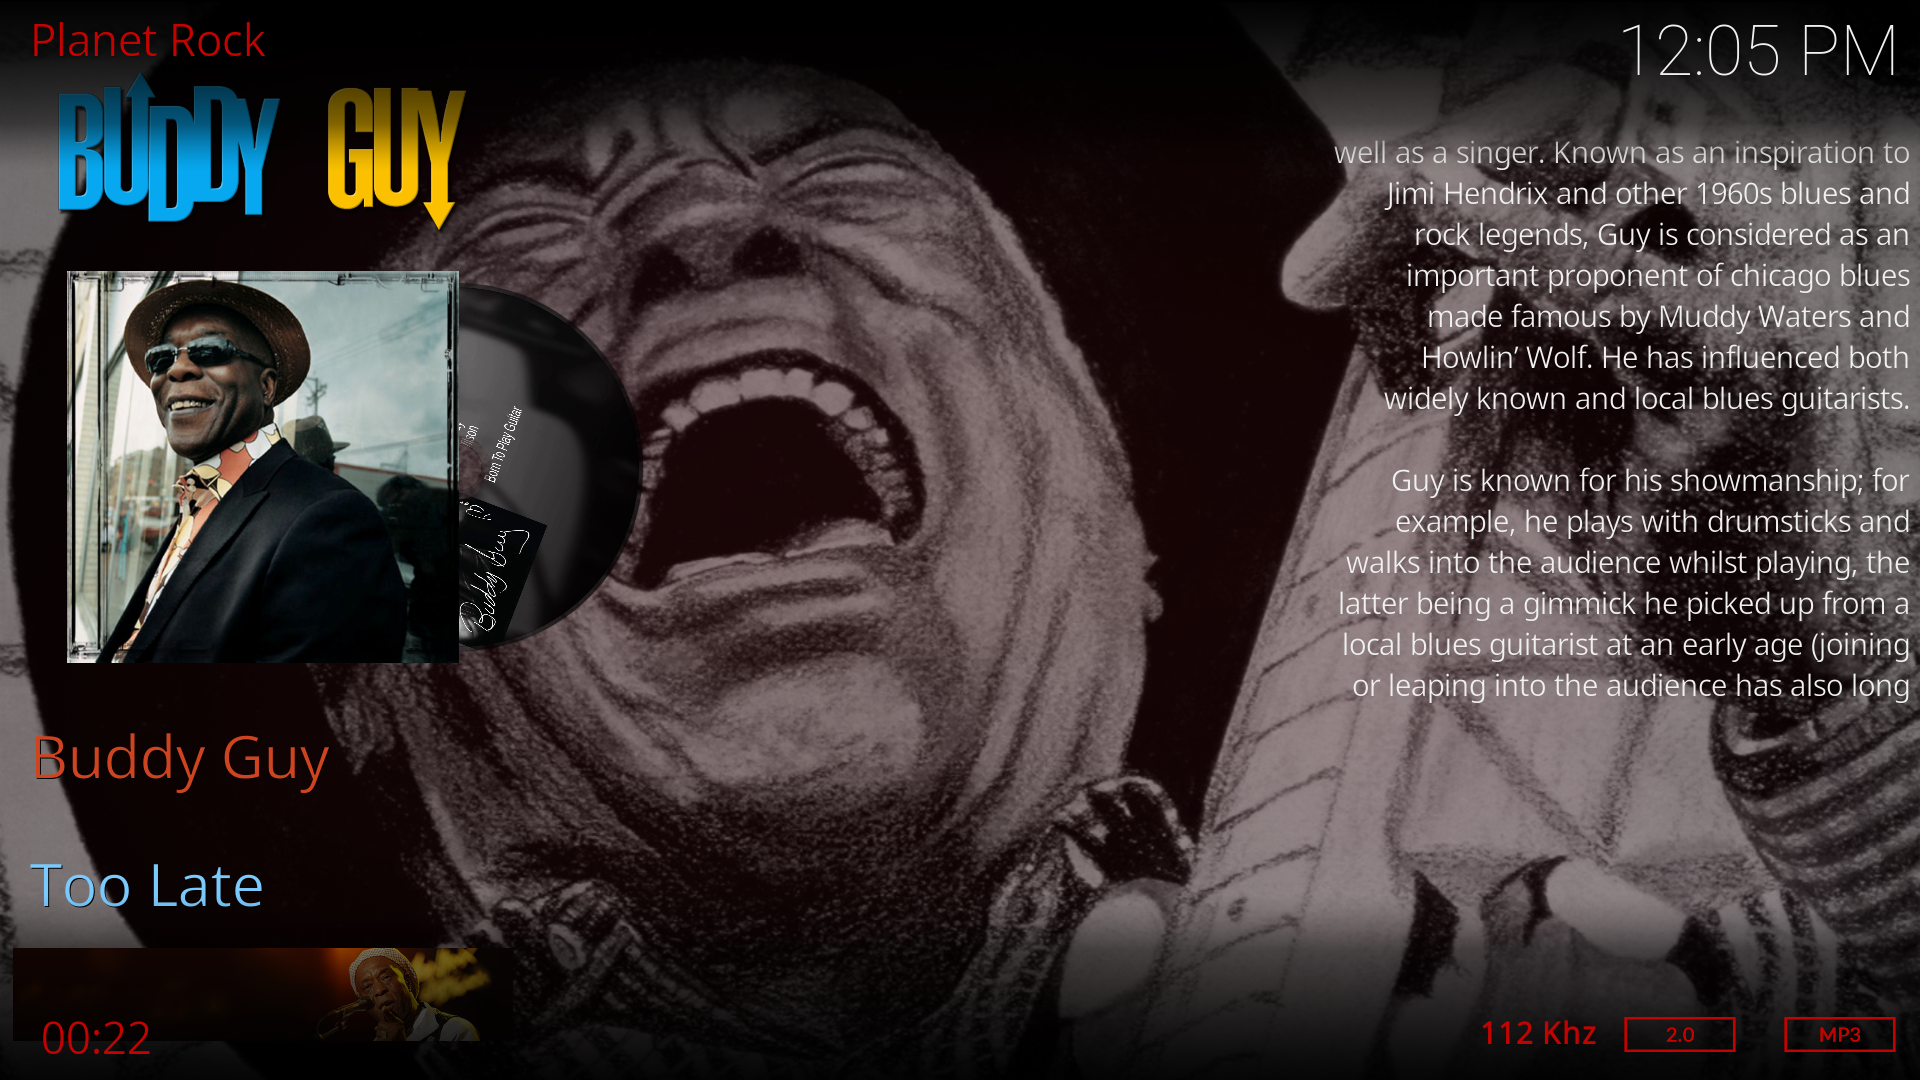 Planet Rock
12:05 PM
BUDDY GUY
well as a singer. Known as an inspiration to
Jimi Hendrix and other 1960s blues and
rock legends, Guy is considered as an
important proponent of chicago blues
made famous by Muddy Waters and
Howlin’ Wolf. He has influenced both
widely known and local blues guitarists.
Guy is known for his showmanship; for
example, he plays with drumsticks and
walks into the audience whilst playing, the
latter being a gimmick he picked up from a
local blues guitarist at an early age (joining
or leaping into the audience has also long
Born To Play Guitar
Buddy Guy
Buddy Guy
Too Late
00:22
112 Khz
2.0
MP3